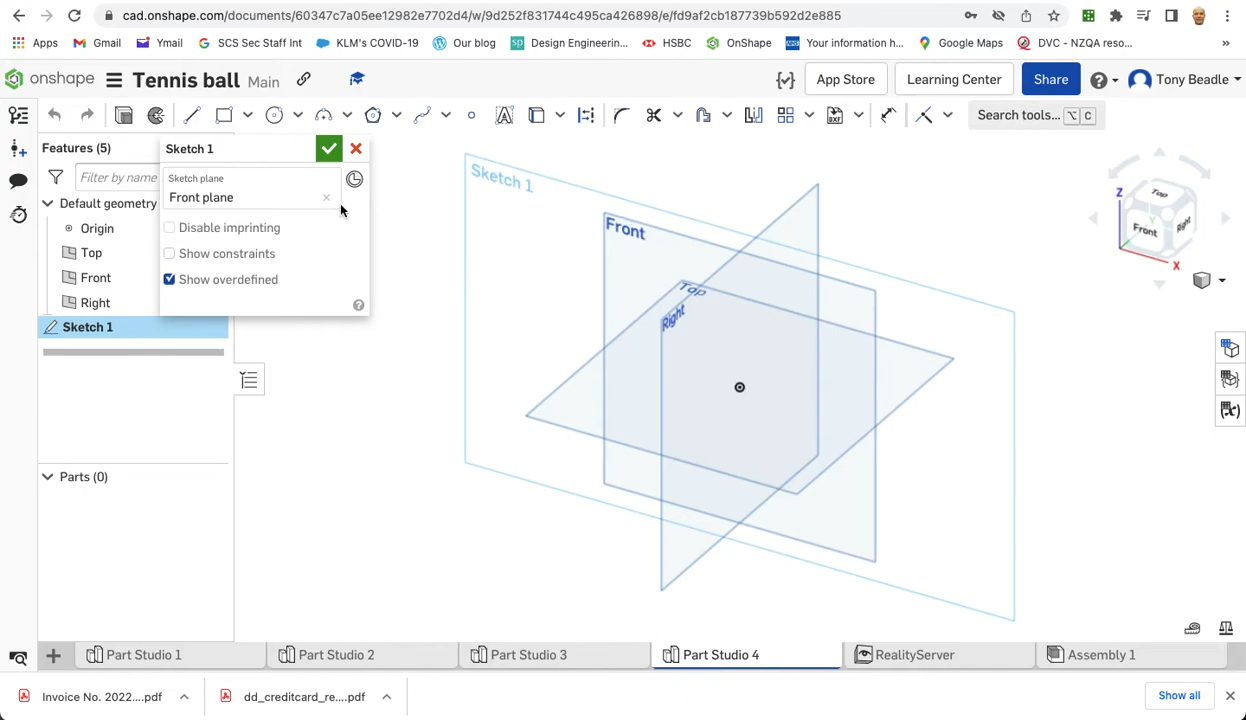 cad.onshape.com/documents/60347c7a05ee12982e7702d4/w/9d252f831744c495ca426898/e/fd9af2cb187739b592d2e885
Apps
Gmail
Ymail
SCS Sec Staff Int
KLM's COVID-19
Our blog
Design Engineerin...
HSBC
OnShape
Your information h...
Google Maps
DVC - NZQA reso...
»
onshape
Tennis ball
Main
App Store
Learning Center
Share
Tony Beadle
Search tools...
⌥
C
Features (5)
Sketch 1
Filter by name
Sketch plane
Front plane
Default geometry
Disable imprinting
Origin
Show constraints
Top
Front
Show overdefined
Right
Sketch 1
Parts (0)
Sketch 1
Front
Top
Right
Top
Front
Right
Z
Y
X
Part Studio 1
Part Studio 2
Part Studio 3
Part Studio 4
RealityServer
Assembly 1
Invoice No. 2022....pdf
dd_creditcard_re....pdf
Show all